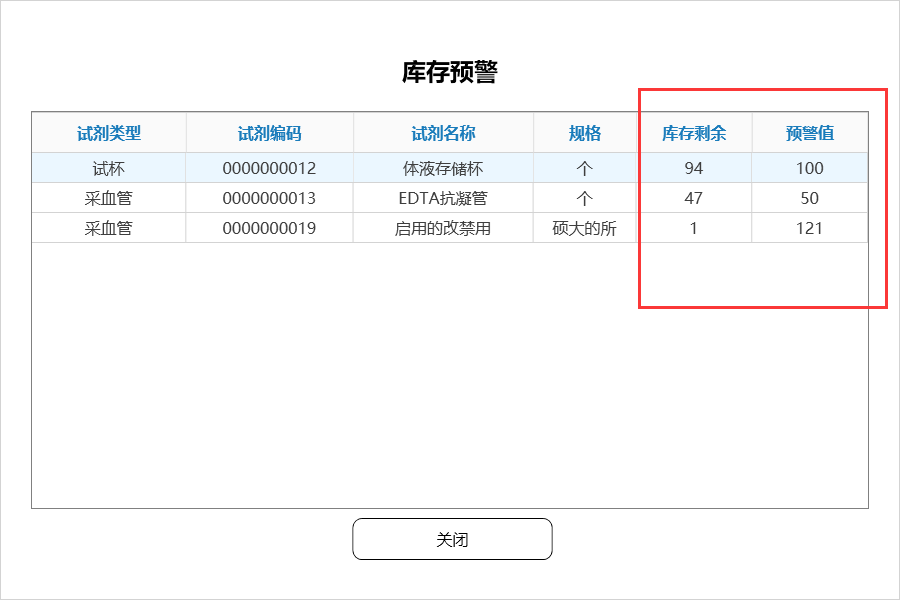 库存预警
试剂类型 试剂编码 试剂名称 规格 库存剩余 预警值
试杯 0000000012 体液存储杯 个 94 100
采血管 0000000013 EDTA抗凝管 个 47 50
采血管 0000000019 启用的改禁用 硕大的所 1 121
关闭